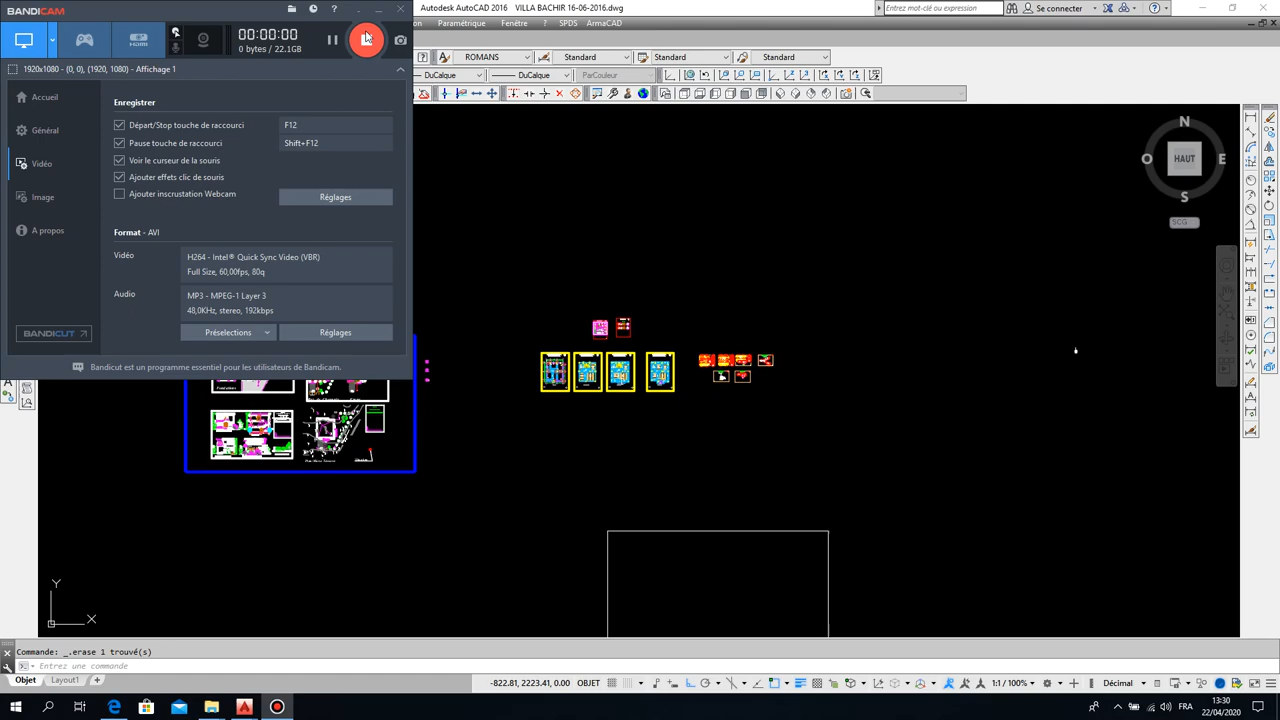 BANDICAM
Autodesk AutoCAD 2016 VILLA BACHIR 16-06-2016.dwg
Entrez mot-clé ou expression
Se connecter
Paramétrique
Fenêtre
?
SPDS
ArmaCAD
HDMI
00:00:00
0 bytes / 22.1GB
ROMANS
Standard
Standard
Standard
DuCalque
DuCalque
ParCouleur
1920x1080 - (0, 0), (1920, 1080) - Affichage 1
Accueil
Général
Vidéo
Image
A propos
BANDICUT
Enregistrer
Départ/Stop touche de raccourci
F12
Pause touche de raccourci
Shift+F12
Voir le curseur de la souris
Ajouter effets clic de souris
Ajouter inscrustation Webcam
Réglages
Format - AVI
Vidéo
H264 - Intel® Quick Sync Video (VBR)
Full Size, 60,00fps, 80q
Audio
MP3 - MPEG-1 Layer 3
48,0KHz, stereo, 192kbps
Présélections
Réglages
Bandicut est un programme essentiel pour les utilisateurs de Bandicam.
N
O
HAUT
E
S
SCG
Y
X
Commande: _.erase 1 trouvé(s)
Entrez une commande
Objet
Layout1
+
-822.81, 2223.41, 0.00
OBJET
1:1 / 100%
Décimal
FRA
13:30
22/04/2020